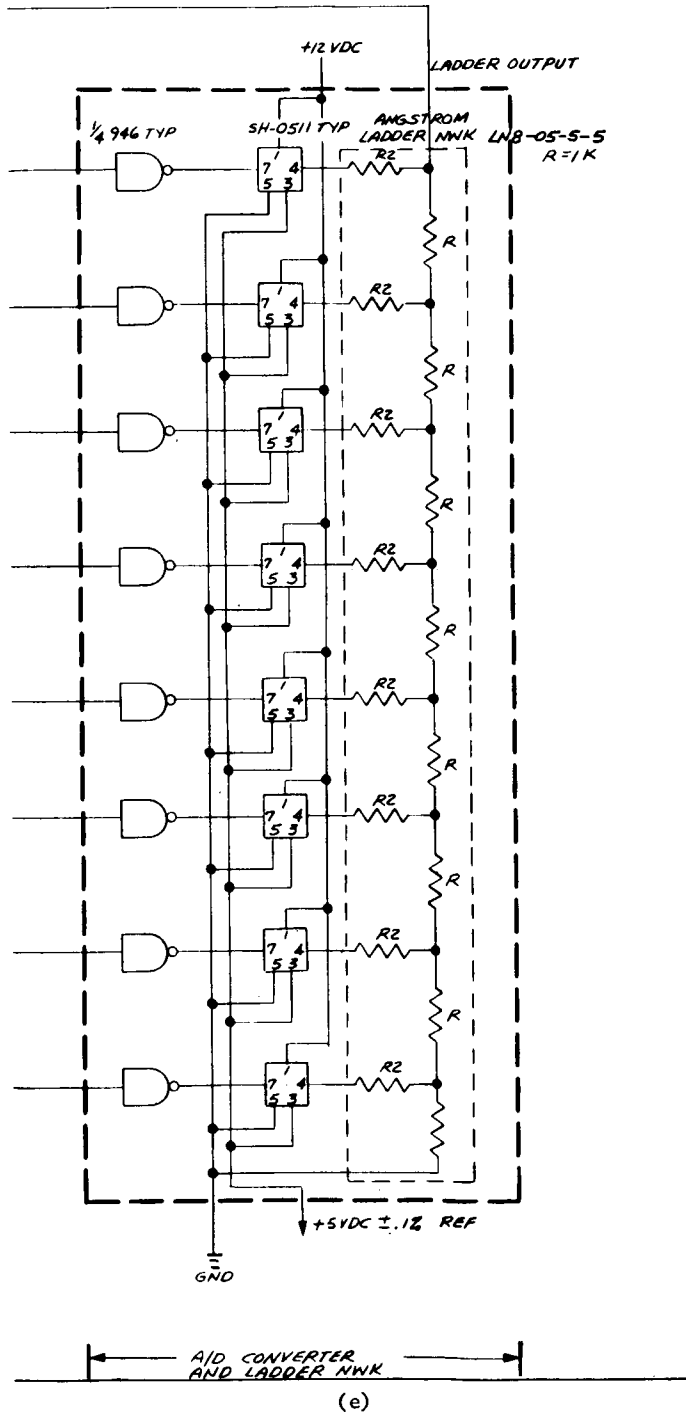 +12 VDC
LADDER OUTPUT
1/4 946 TYP
SH-0511 TYP
ANGSTROM
LADDER NWK LN8-05-5-5
R=1K
1
7 4
5 3
R2
R
1
7 4
5 3
R2
R
1
7 4
5 3
R2
R
1
7 4
5 3
R2
R
1
7 4
5 3
R2
R
1
7 4
5 3
R2
R
1
7 4
5 3
R2
R
1
7 4
5 3
R2
+5VDC ±.1% REF
GND
A/D CONVERTER
AND LADDER NWK
(e)